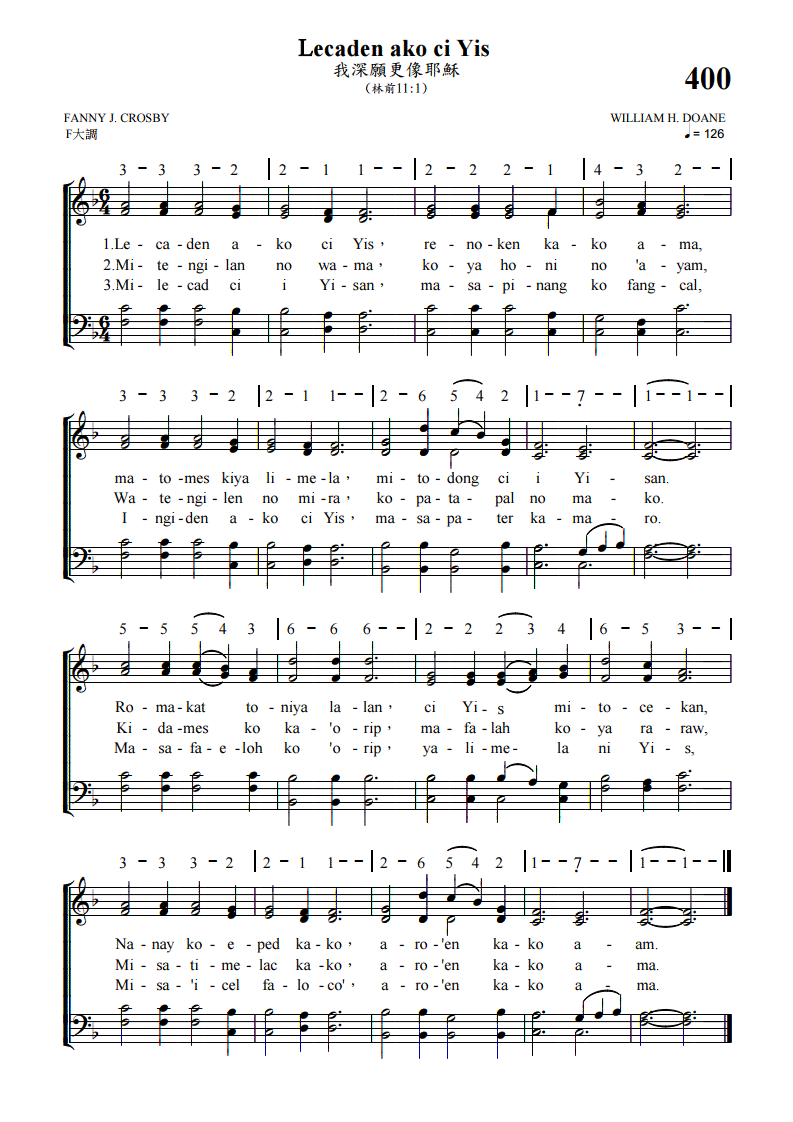 Lecaden ako ci Yis
我深願更像耶穌
(林前11:1)
400
FANNY J. CROSBY
WILLIAM H. DOANE
F大調
♩ = 126
3 - 3 3 - 2 | 2 - 1 1 - - | 2 - 2 2 - 1 | 4 - 3 2 - - |
6/4
1.Le - ca - den a - ko ci Yis， re - no - ken ka - ko a - ma,
2.Mi - te - ngi - lan no wa - ma， ko - ya ho - ni no 'a - yam,
3.Mi - le - cad ci i Yi - san， ma - sa - pi - nang ko fang - cal,
6/4
3 - 3 3 - 2 | 2 - 1 1 - - | 2 - 6 5 4 2 | 1 - - 7̣ - - | 1 - - 1 - - |
ma - to - mes kiya li - me - la， mi - to - dong ci i Yi - san.
Wa - te - ngi - len no mi - ra， ko - pa - ta - pal no ma - ko.
I - ngi - den a - ko ci Yis， ma - sa - pa - ter ka - ma - ro.
5 - 5 5 4 3 | 6 - 6 6 - - | 2 - 2 2 3 4 | 6 - 5 3 - - |
Ro - ma - kat to - niya la - lan， ci Yi - s mi - to - ce - kan,
Ki - da - mes ko ka - 'o - rip， ma - fa - lah ko - ya ra - raw,
Ma - sa - fa - e - loh ko 'o - rip， ya - li - me - la ni Yi - s,
3 - 3 3 - 2 | 2 - 1 1 - - | 2 - 6 5 4 2 | 1 - - 7̣ - - | 1 - - 1 - - ||
Na - nay ko - e - ped ka - ko， a - ro - 'en ka - ko a - am.
Mi - sa - ti - me - lac ka - ko， a - ro - 'en ka - ko a - ma.
Mi - sa - 'i - cel fa - lo - co'， a - ro - 'en ka - ko a - ma.